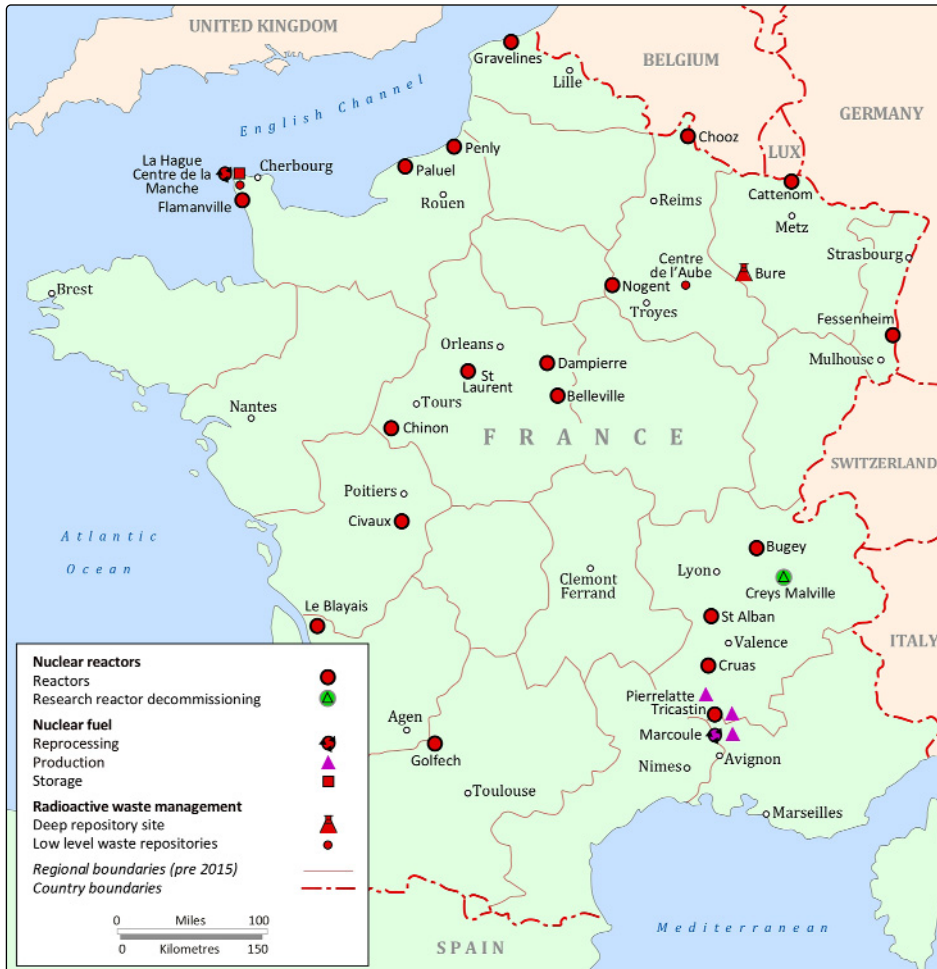 UNITED KINGDOM
BELGIUM
GERMANY
LUX
English Channel
Gravelines
Lille
Chooz
Penly
Paluel
Rouen
La Hague
Centre de la
Manche
Cherbourg
Flamanville
Reims
Cattenom
Metz
Strasbourg
Centre
de l'Aube
Bure
Nogent
Troyes
Brest
Fessenheim
Mulhouse
Orleans
St
Laurent
Dampierre
Belleville
Tours
Nantes
Chinon
FRANCE
SWITZERLAND
Poitiers
Civaux
Atlantic
Ocean
Bugey
Lyon
Creys Malville
Clemont
Ferrand
Le Blayais
St Alban
Valence
ITALY
Cruas
Pierrelatte
Tricastin
Marcoule
Avignon
Nimes
Agen
Golfech
Toulouse
Marseilles
Mediterranean
SPAIN
Nuclear reactors
Reactors
Research reactor decommissioning
Nuclear fuel
Reprocessing
Production
Storage
Radioactive waste management
Deep repository site
Low level waste repositories
Regional boundaries (pre 2015)
Country boundaries
0 Miles 100
0 Kilometres 150